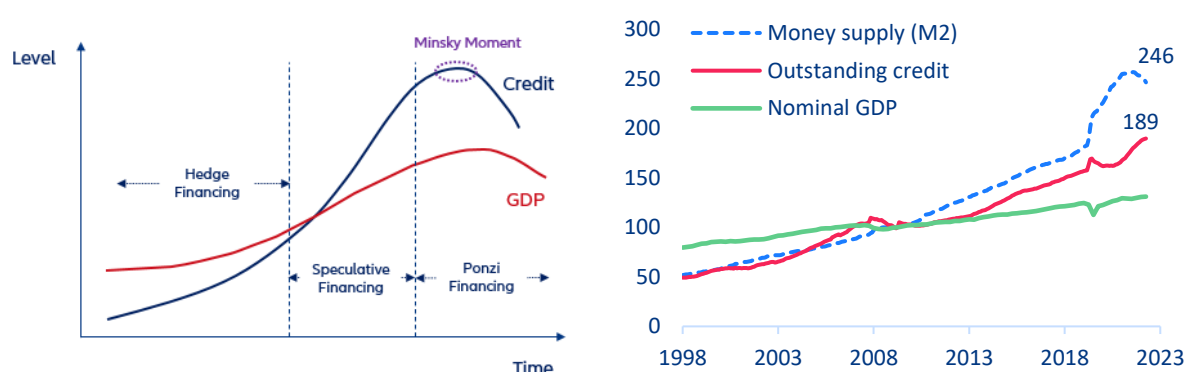 Level
Minsky Moment
Credit
Hedge
Financing
GDP
Speculative
Financing
Ponzi
Financing
Time
300
250
200
150
100
50
0
Money supply (M2)
Outstanding credit
Nominal GDP
246
189
1998
2003
2008
2013
2018
2023